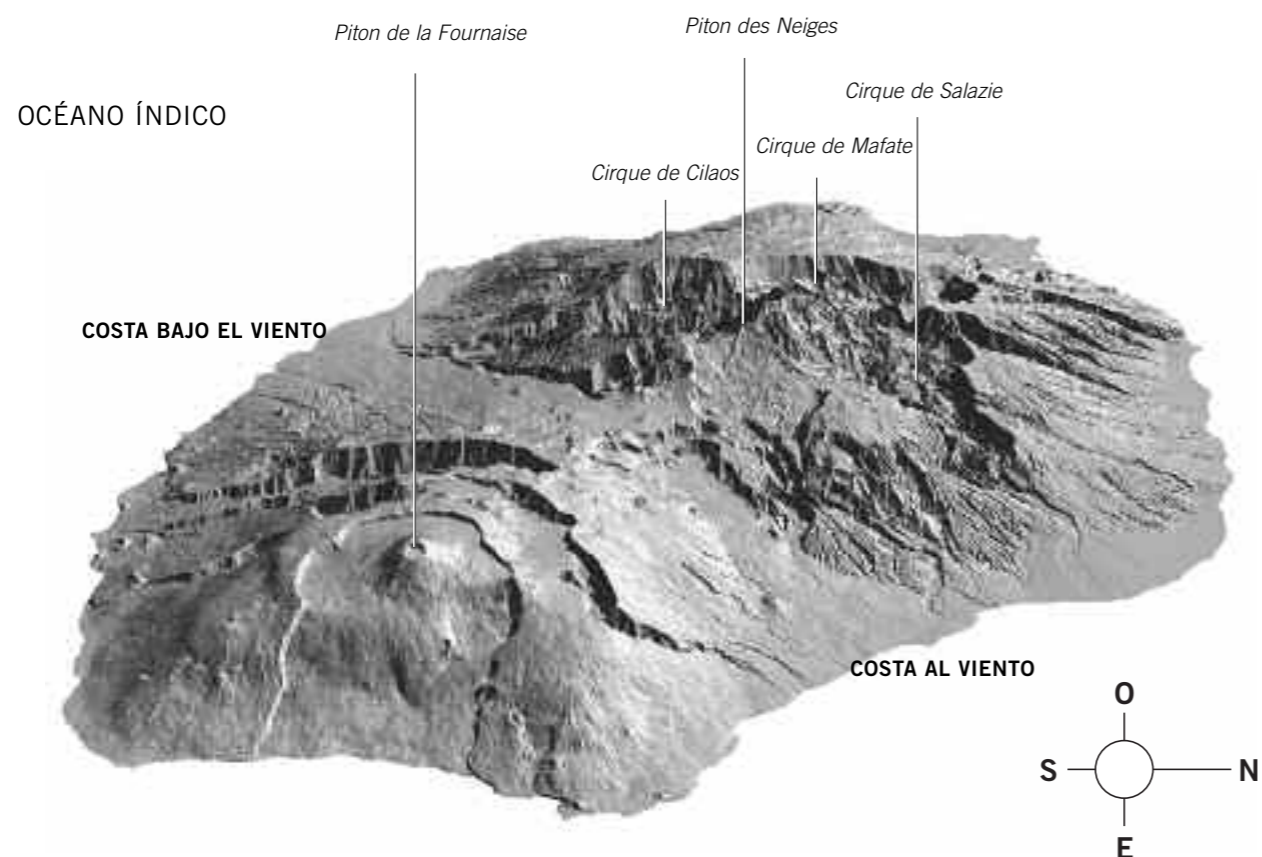 Piton de la Fournaise
Piton des Neiges
OCÉANO ÍNDICO
Cirque de Salazie
Cirque de Mafate
Cirque de Cilaos
COSTA BAJO EL VIENTO
COSTA AL VIENTO
O
S
N
E